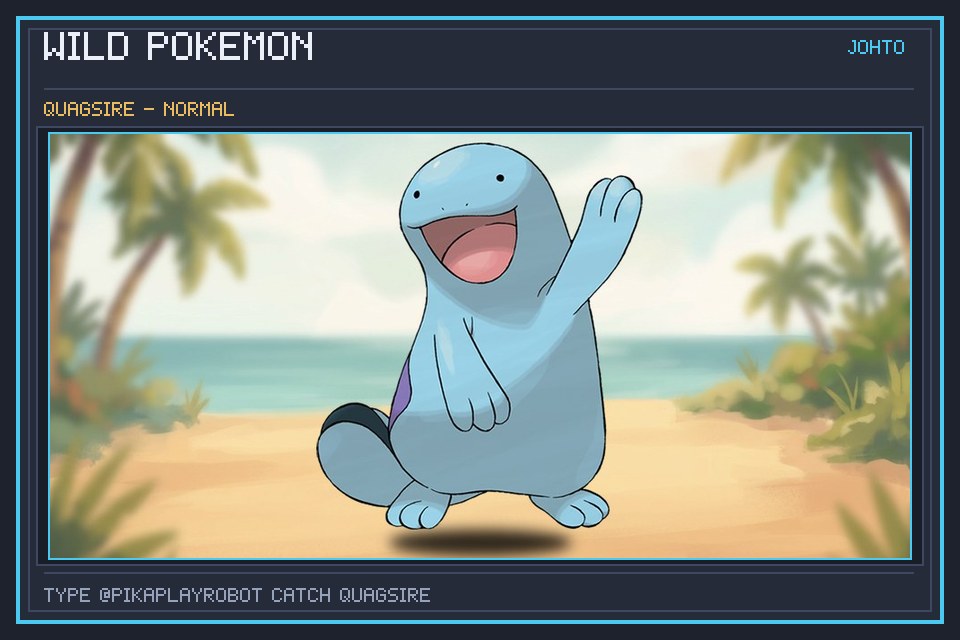 WILD POKEMON
JOHTO
QUAGSIRE - NORMAL
TYPE @PIKAPLAYROBOT CATCH QUAGSIRE